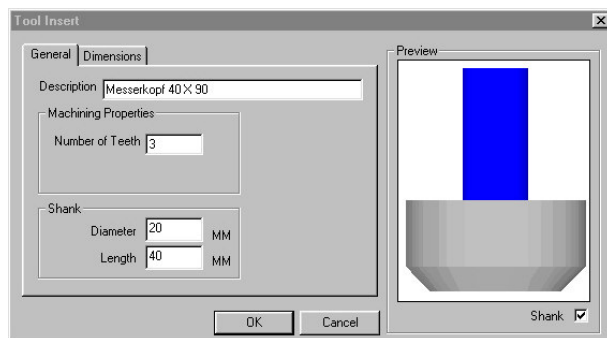 Tool Insert
General Dimensions
Description Messerkopf 40 X 90
Machining Properties
Number of Teeth 3
Shank
Diameter 20 MM
Length 40 MM
OK Cancel
Preview
Shank